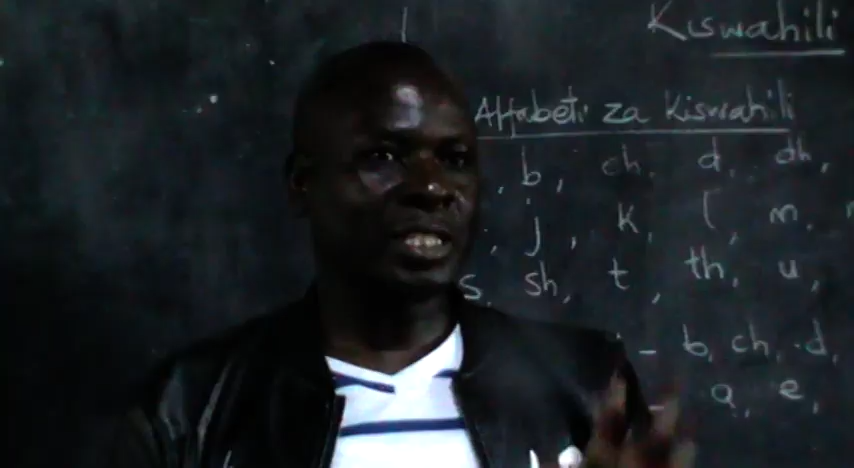 Kiswahili
Alfabeti za Kiswahili
, b, ch, d, dh,
, j, k, l, m,
s, sh, t, th, u,
- b, ch, d,
- a, e,